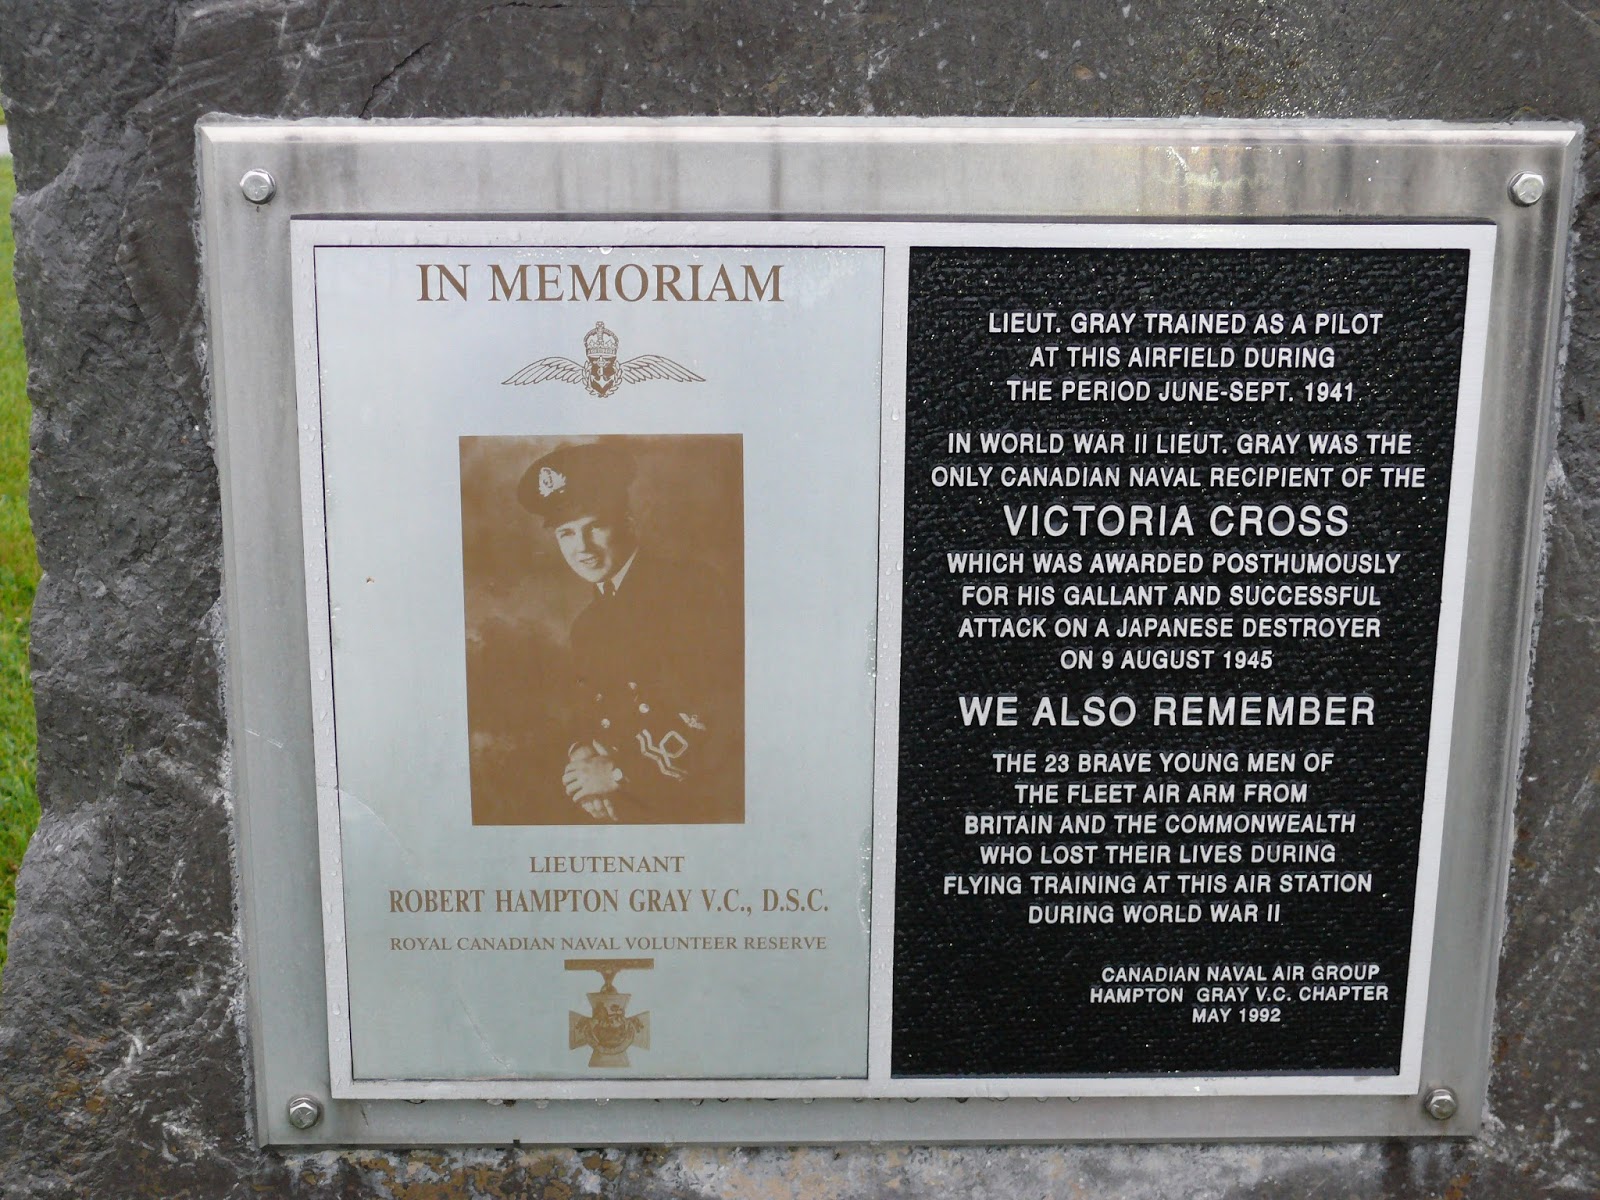 IN MEMORIAM
LIEUTENANT
ROBERT HAMPTON GRAY V.C., D.S.C.
ROYAL CANADIAN NAVAL VOLUNTEER RESERVE
LIEUT. GRAY TRAINED AS A PILOT
AT THIS AIRFIELD DURING
THE PERIOD JUNE-SEPT. 1941
IN WORLD WAR II LIEUT. GRAY WAS THE
ONLY CANADIAN NAVAL RECIPIENT OF THE
VICTORIA CROSS
WHICH WAS AWARDED POSTHUMOUSLY
FOR HIS GALLANT AND SUCCESSFUL
ATTACK ON A JAPANESE DESTROYER
ON 9 AUGUST 1945
WE ALSO REMEMBER
THE 23 BRAVE YOUNG MEN OF
THE FLEET AIR ARM FROM
BRITAIN AND THE COMMONWEALTH
WHO LOST THEIR LIVES DURING
FLYING TRAINING AT THIS AIR STATION
DURING WORLD WAR II
CANADIAN NAVAL AIR GROUP
HAMPTON GRAY V.C. CHAPTER
MAY 1992